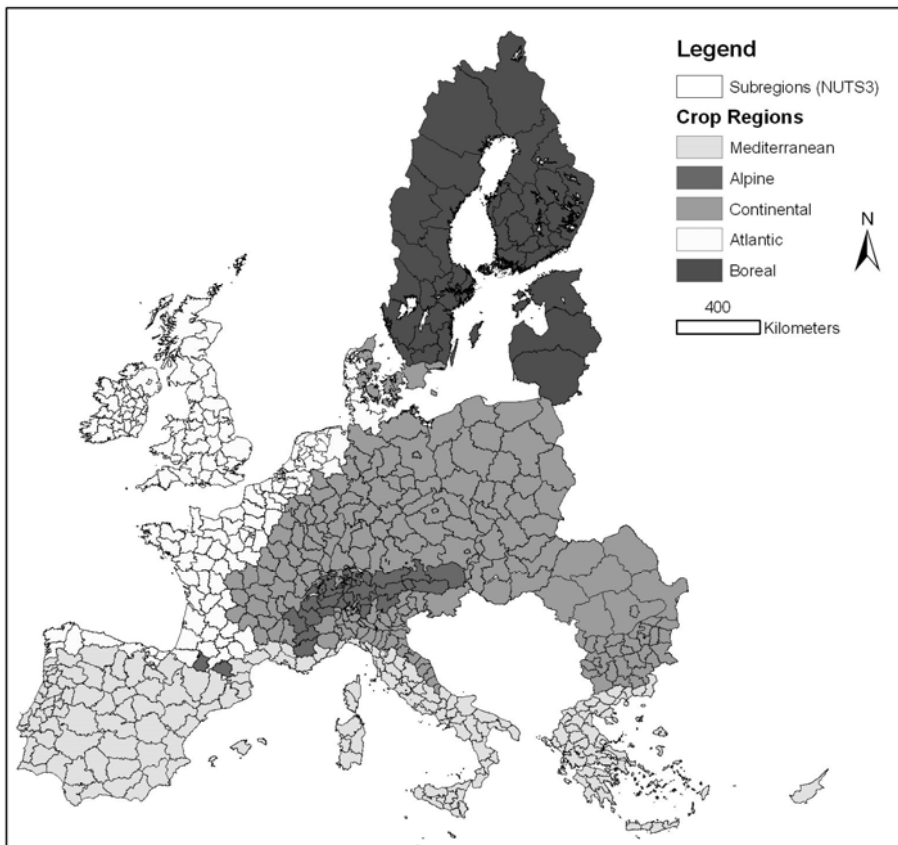 Legend
Subregions (NUTS3)
Crop Regions
Mediterranean
Alpine
Continental
Atlantic
Boreal
N
400
Kilometers